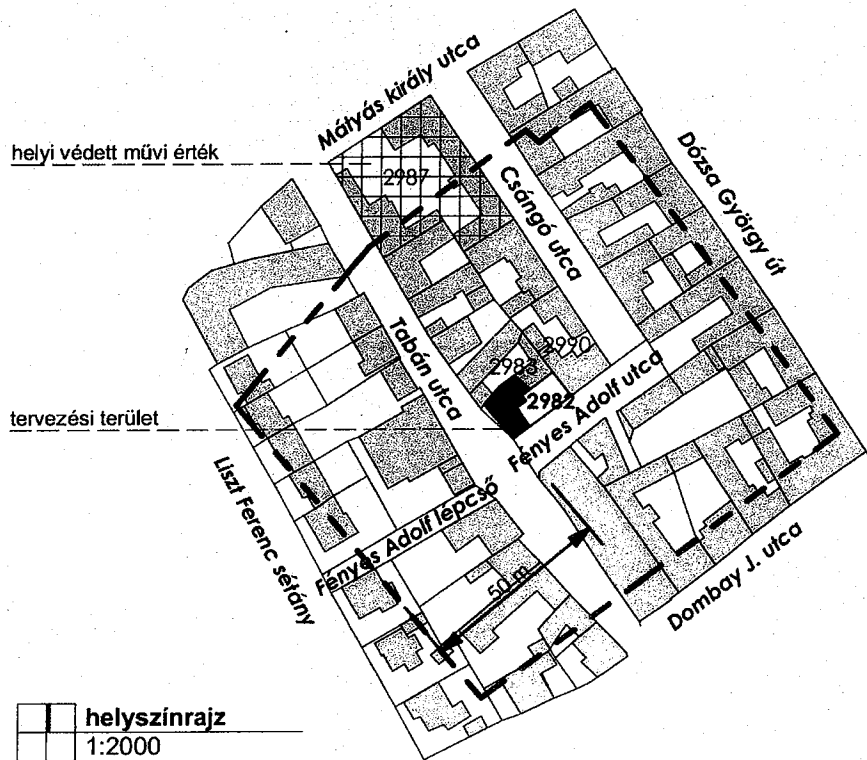 Mátyás király utca
helyi védett művi érték
2987
Csángó utca
Dózsa György út
Tabán utca
2990
2983
2982
tervezési terület
Fényes Adolf utca
Liszt Ferenc sétány
Fényes Adolf lépcső
50 m
Dombay J. utca
helyszínrajz
1:2000